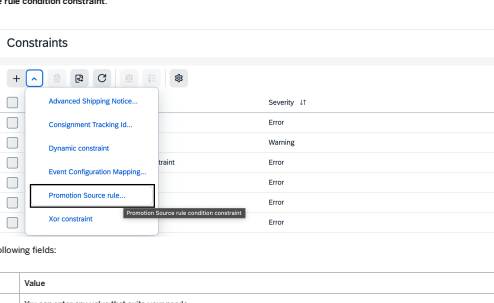 e rule condition constraint.
Constraints
Severity
Advanced Shipping Notice...
Error
Consignment Tracking Id...
Warning
Dynamic constraint
traint
Error
Event Configuration Mapping...
Error
Promotion Source rule...
Error
Promotion Source rule condition constraint
Xor constraint
Error
ollowing fields:
Value